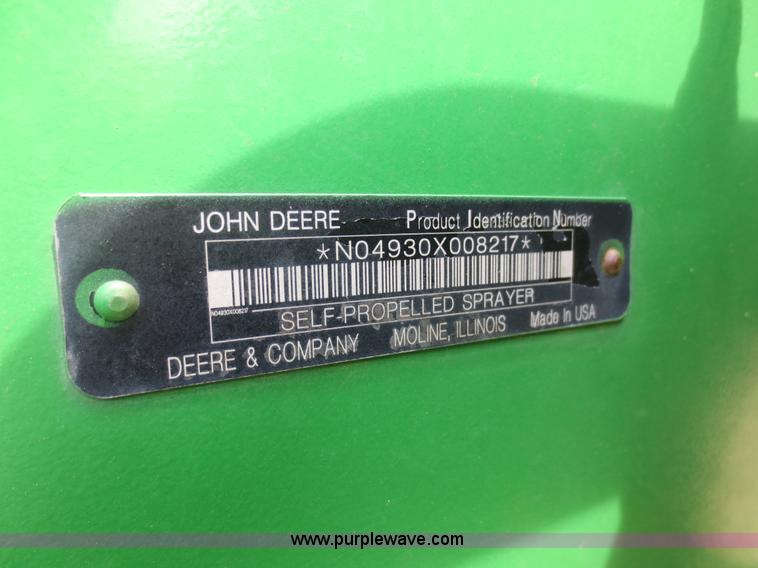 JOHN DEERE Product Identification Number
*N04930X008217*
N04930X008217
SELF-PROPELLED SPRAYER
DEERE & COMPANY MOLINE, ILLINOIS Made In USA
www.purplewave.com